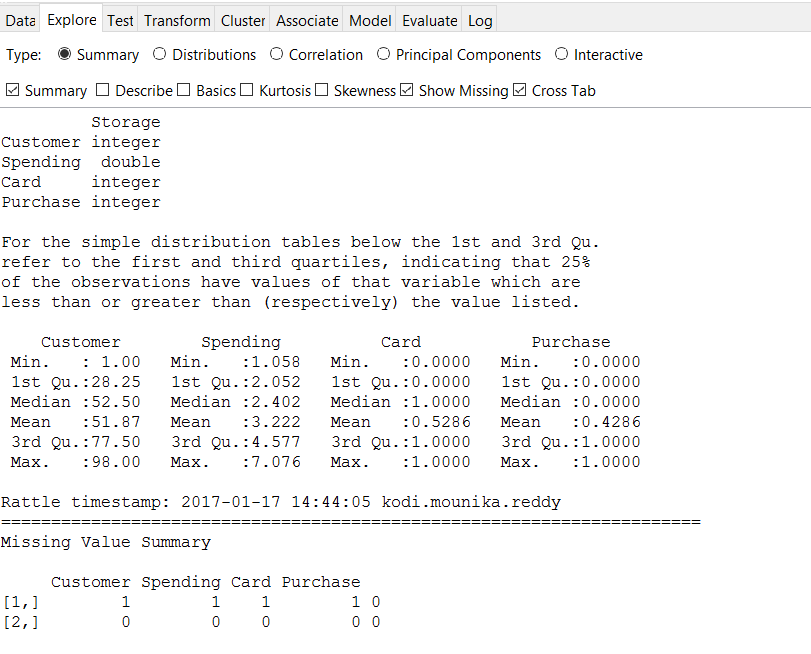 Data Explore Test Transform Cluster Associate Model Evaluate Log
Type: Summary Distributions Correlation Principal Components Interactive
Summary Describe Basics Kurtosis Skewness Show Missing Cross Tab
         Storage
Customer integer
Spending  double
Card     integer
Purchase integer
For the simple distribution tables below the 1st and 3rd Qu.
refer to the first and third quartiles, indicating that 25%
of the observations have values of that variable which are
less than or greater than (respectively) the value listed.
    Customer        Spending          Card           Purchase
 Min.   : 1.00   Min.   :1.058   Min.   :0.0000   Min.   :0.0000
 1st Qu.:28.25   1st Qu.:2.052   1st Qu.:0.0000   1st Qu.:0.0000
 Median :52.50   Median :2.402   Median :1.0000   Median :0.0000
 Mean   :51.87   Mean   :3.222   Mean   :0.5286   Mean   :0.4286
 3rd Qu.:77.50   3rd Qu.:4.577   3rd Qu.:1.0000   3rd Qu.:1.0000
 Max.   :98.00   Max.   :7.076   Max.   :1.0000   Max.   :1.0000
Rattle timestamp: 2017-01-17 14:44:05 kodi.mounika.reddy
======================================================================
Missing Value Summary
     Customer Spending Card Purchase
[1,]        1        1    1        1 0
[2,]        0        0    0        0 0